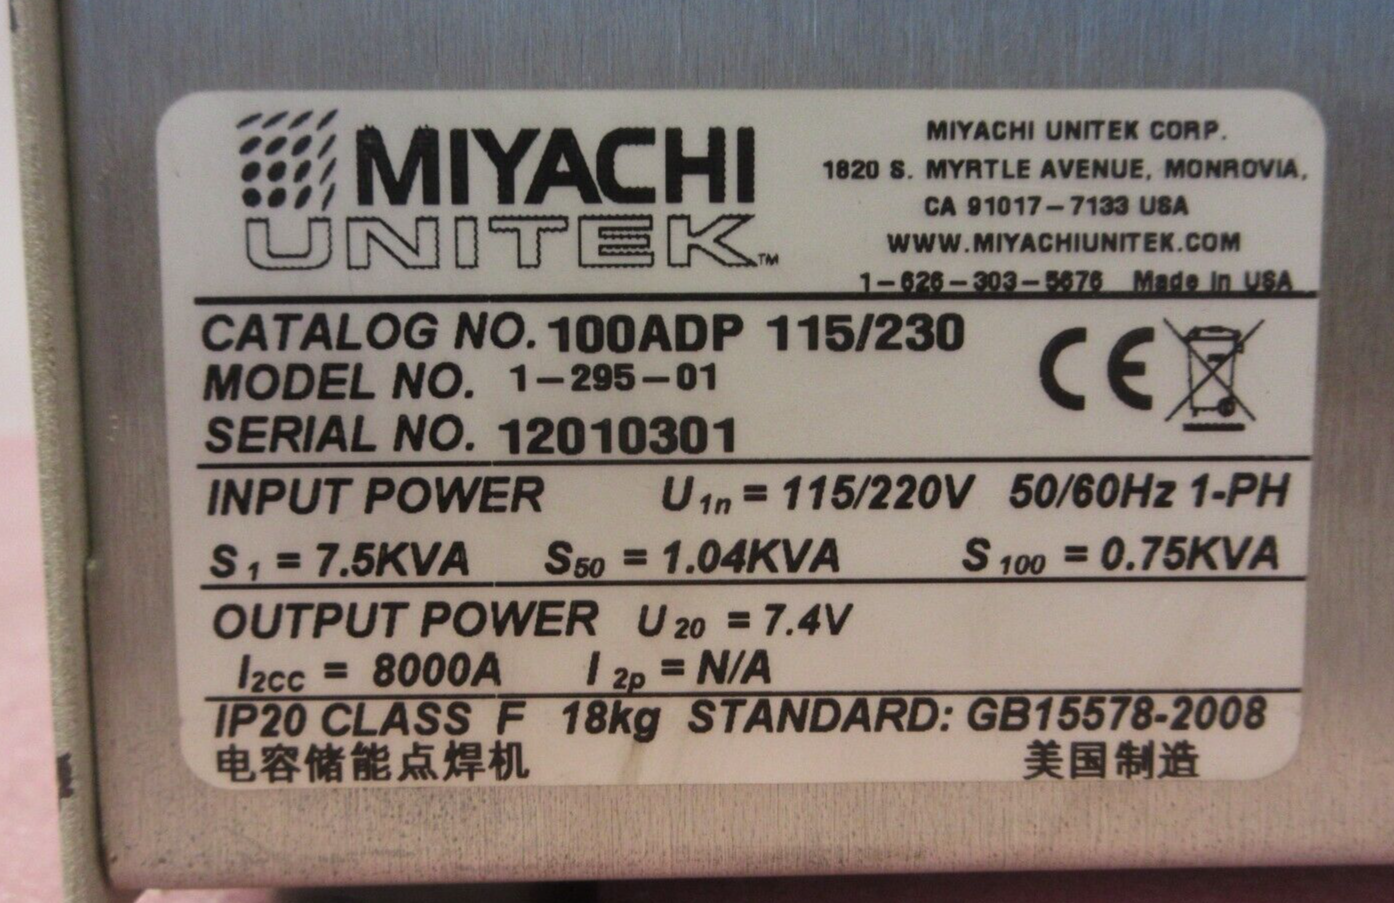 MIYACHI
UNITEK™
MIYACHI UNITEK CORP.
1820 S. MYRTLE AVENUE, MONROVIA,
CA 91017-7133 USA
WWW.MIYACHIUNITEK.COM
1-626-303-5676 Made in USA
CATALOG NO. 100ADP 115/230
MODEL NO. 1-295-01
SERIAL NO. 12010301
CE
INPUT POWER U1n = 115/220V 50/60Hz 1-PH
S1 = 7.5KVA S50 = 1.04KVA S100 = 0.75KVA
OUTPUT POWER U20 = 7.4V
I2CC = 8000A I2p = N/A
IP20 CLASS F 18kg STANDARD: GB15578-2008
电容储能点焊机 美国制造